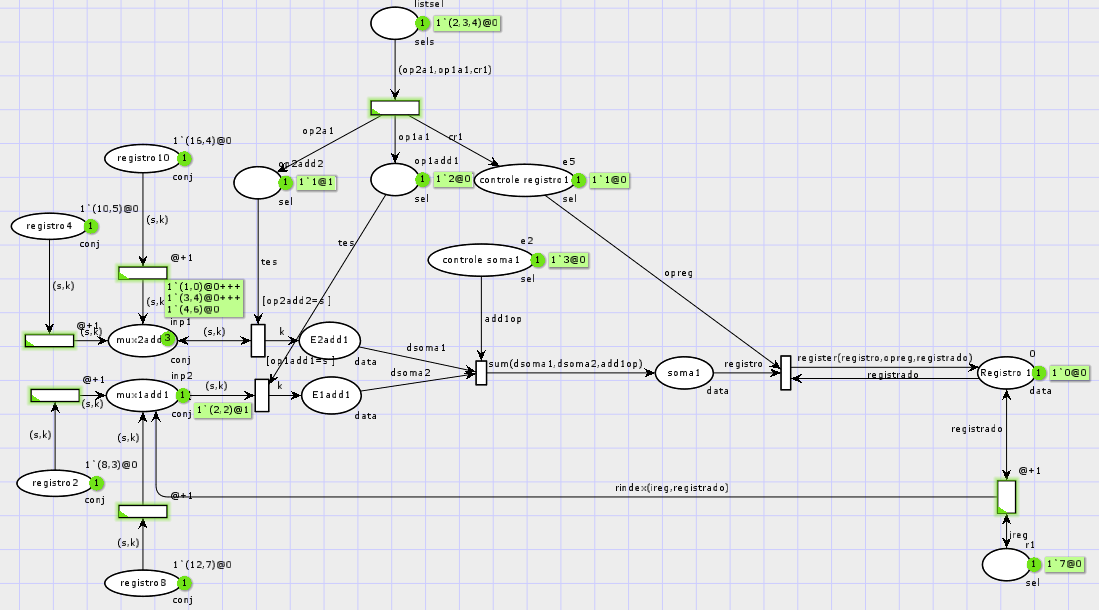 listsel
1
1`(2,3,4)@0
sels
(op2a1,op1a1,cr1)
op2a1
op1a1
cr1
1`(16,4)@0
registro10
1
conj
op2add2
1
1`1@1
sel
op1add1
1
1`2@0
sel
e5
controle registro1
1
1`1@0
sel
1`(10,5)@0
registro4
1
conj
(s,k)
tes
tes
e2
controle soma1
1
1`3@0
sel
opreg
@+1
(s,k)
(s,k)
1`(1,0)@0+++
1`(3,4)@0+++
1`(4,6)@0
[op2add2=s]
add1op
@+1
(s,k)
inp1
mux2add
3
conj
(s,k)
k
E2add1
data
dsoma1
[op1add1=s]
sum(dsoma1,dsoma2,add1op)
soma1
data
registro
register(registro,opreg,registrado)
registrado
0
Registro 1
1
1`0@0
data
@+1
(s,k)
inp2
mux1add1
1
conj
(s,k)
1`(2,2)@1
k
E1add1
data
dsoma2
(s,k)
(s,k)
registrado
1`(8,3)@0
registro2
1
conj
@+1
rindex(ireg,registrado)
@+1
(s,k)
ireg
r1
1
1`7@0
sel
1`(12,7)@0
registro8
1
conj